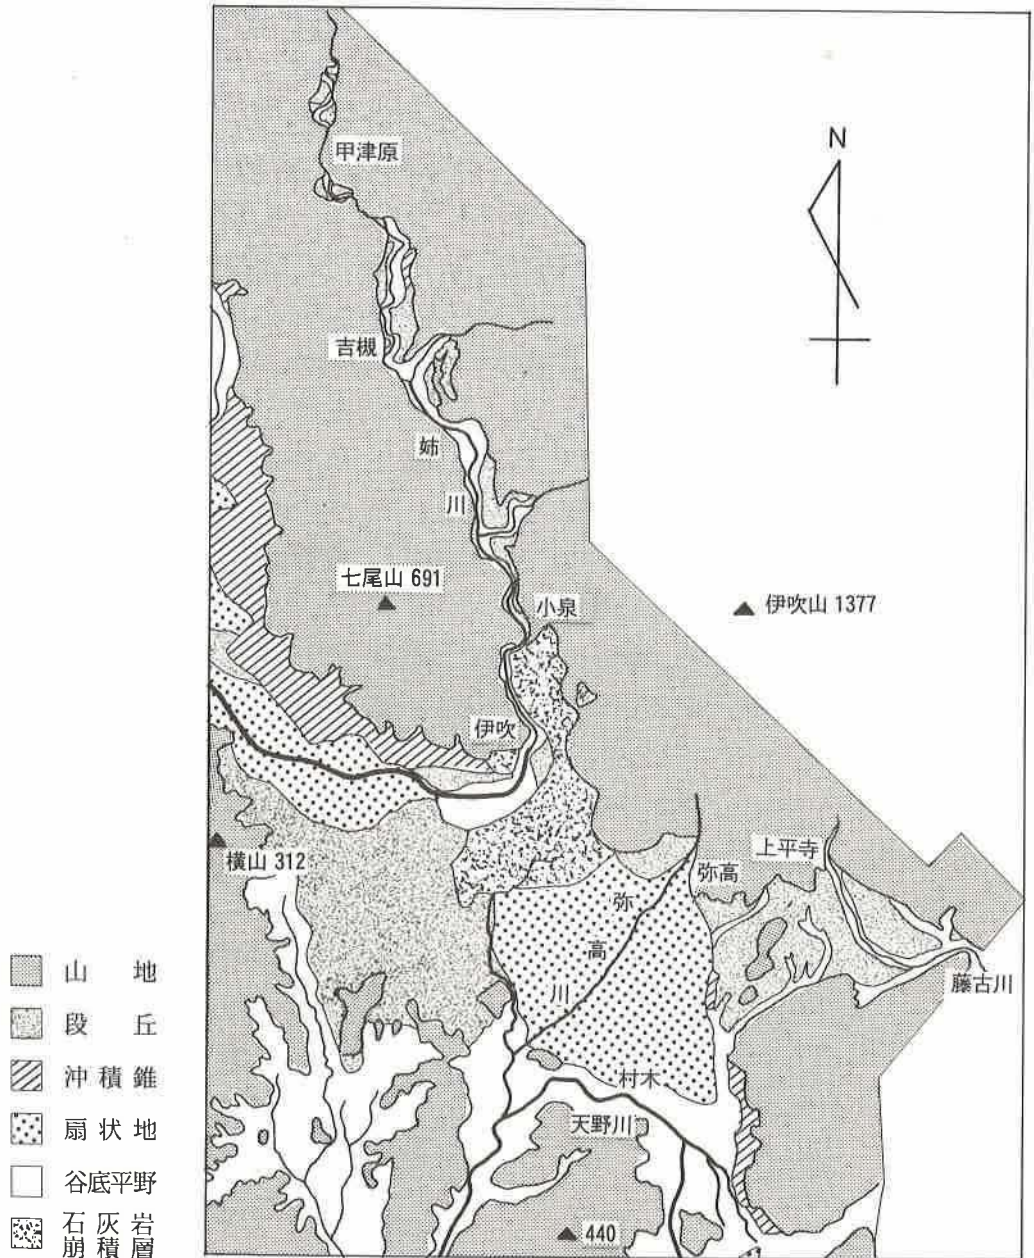 甲津原
N
吉槻
姉
川
七尾山 691
小泉
伊吹山 1377
伊吹
横山 312
上平寺
弥高
弥
高
川
藤古川
村木
天野川
440
山 地
段 丘
沖 積 錐
扇 状 地
谷底平野
石 灰 岩
崩 積 層